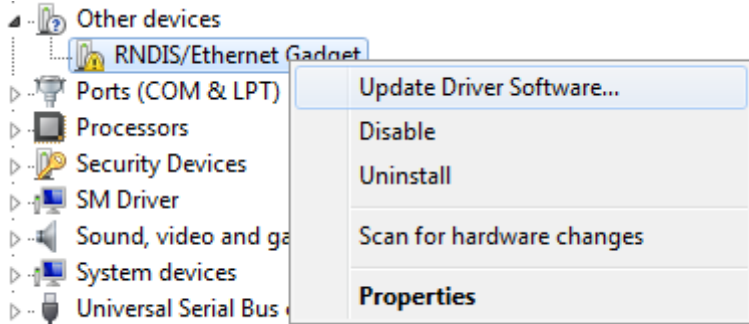 Other devices
RNDIS/Ethernet Gadget
Ports (COM & LPT)
Processors
Security Devices
SM Driver
Sound, video and ga
System devices
Universal Serial Bus
Update Driver Software...
Disable
Uninstall
Scan for hardware changes
Properties